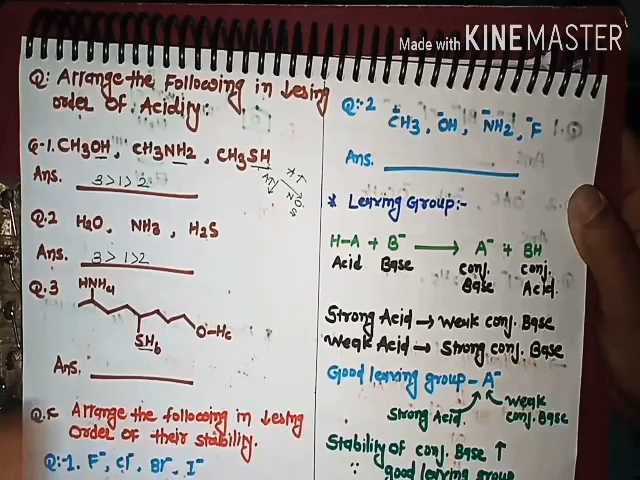 Made with KINEMASTER
Q: Arrange the Following in ↓esing
order of Acidity:
Q-1. CH3OH, CH3NH2, CH3SH
Ans. 3>1>2
Q.2 H2O, NH3, H2S
Ans. 3>1>2
Q.3 HNHa
O-Hc
SHb
Ans.
Arrange the following in ↓esing
Order of their stability.
Q:-1. F⁻, Cl⁻, Br⁻, I⁻
Q:-2 C̄H3, ŌH, N̄H2, ⁻F
Ans.
* Leaving Group:-
H-A + B⁻ ⟶ A⁻ + BH
Acid Base Conj. Base Conj. Acid.
Strong Acid → Weak conj. Base
Weak Acid → Strong conj. Base
Good leaving group - A⁻
Strong Acid weak conj. Base
Stability of conj. Base ↑
∵ good leaving group